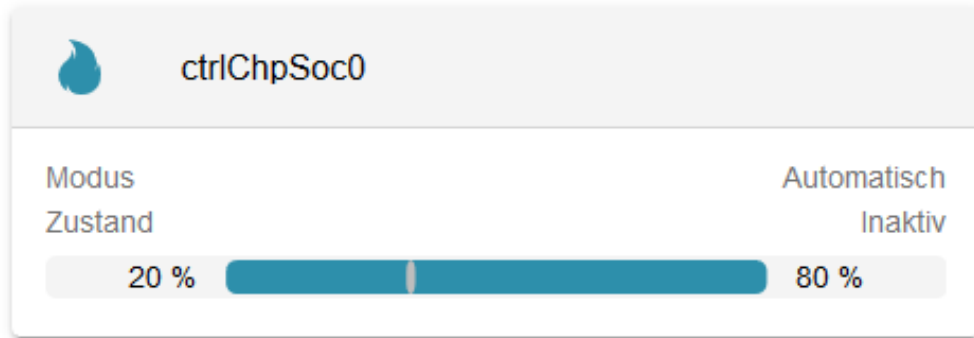 ctrlChpSoc0
Modus Automatisch
Zustand Inaktiv
20 % 80 %